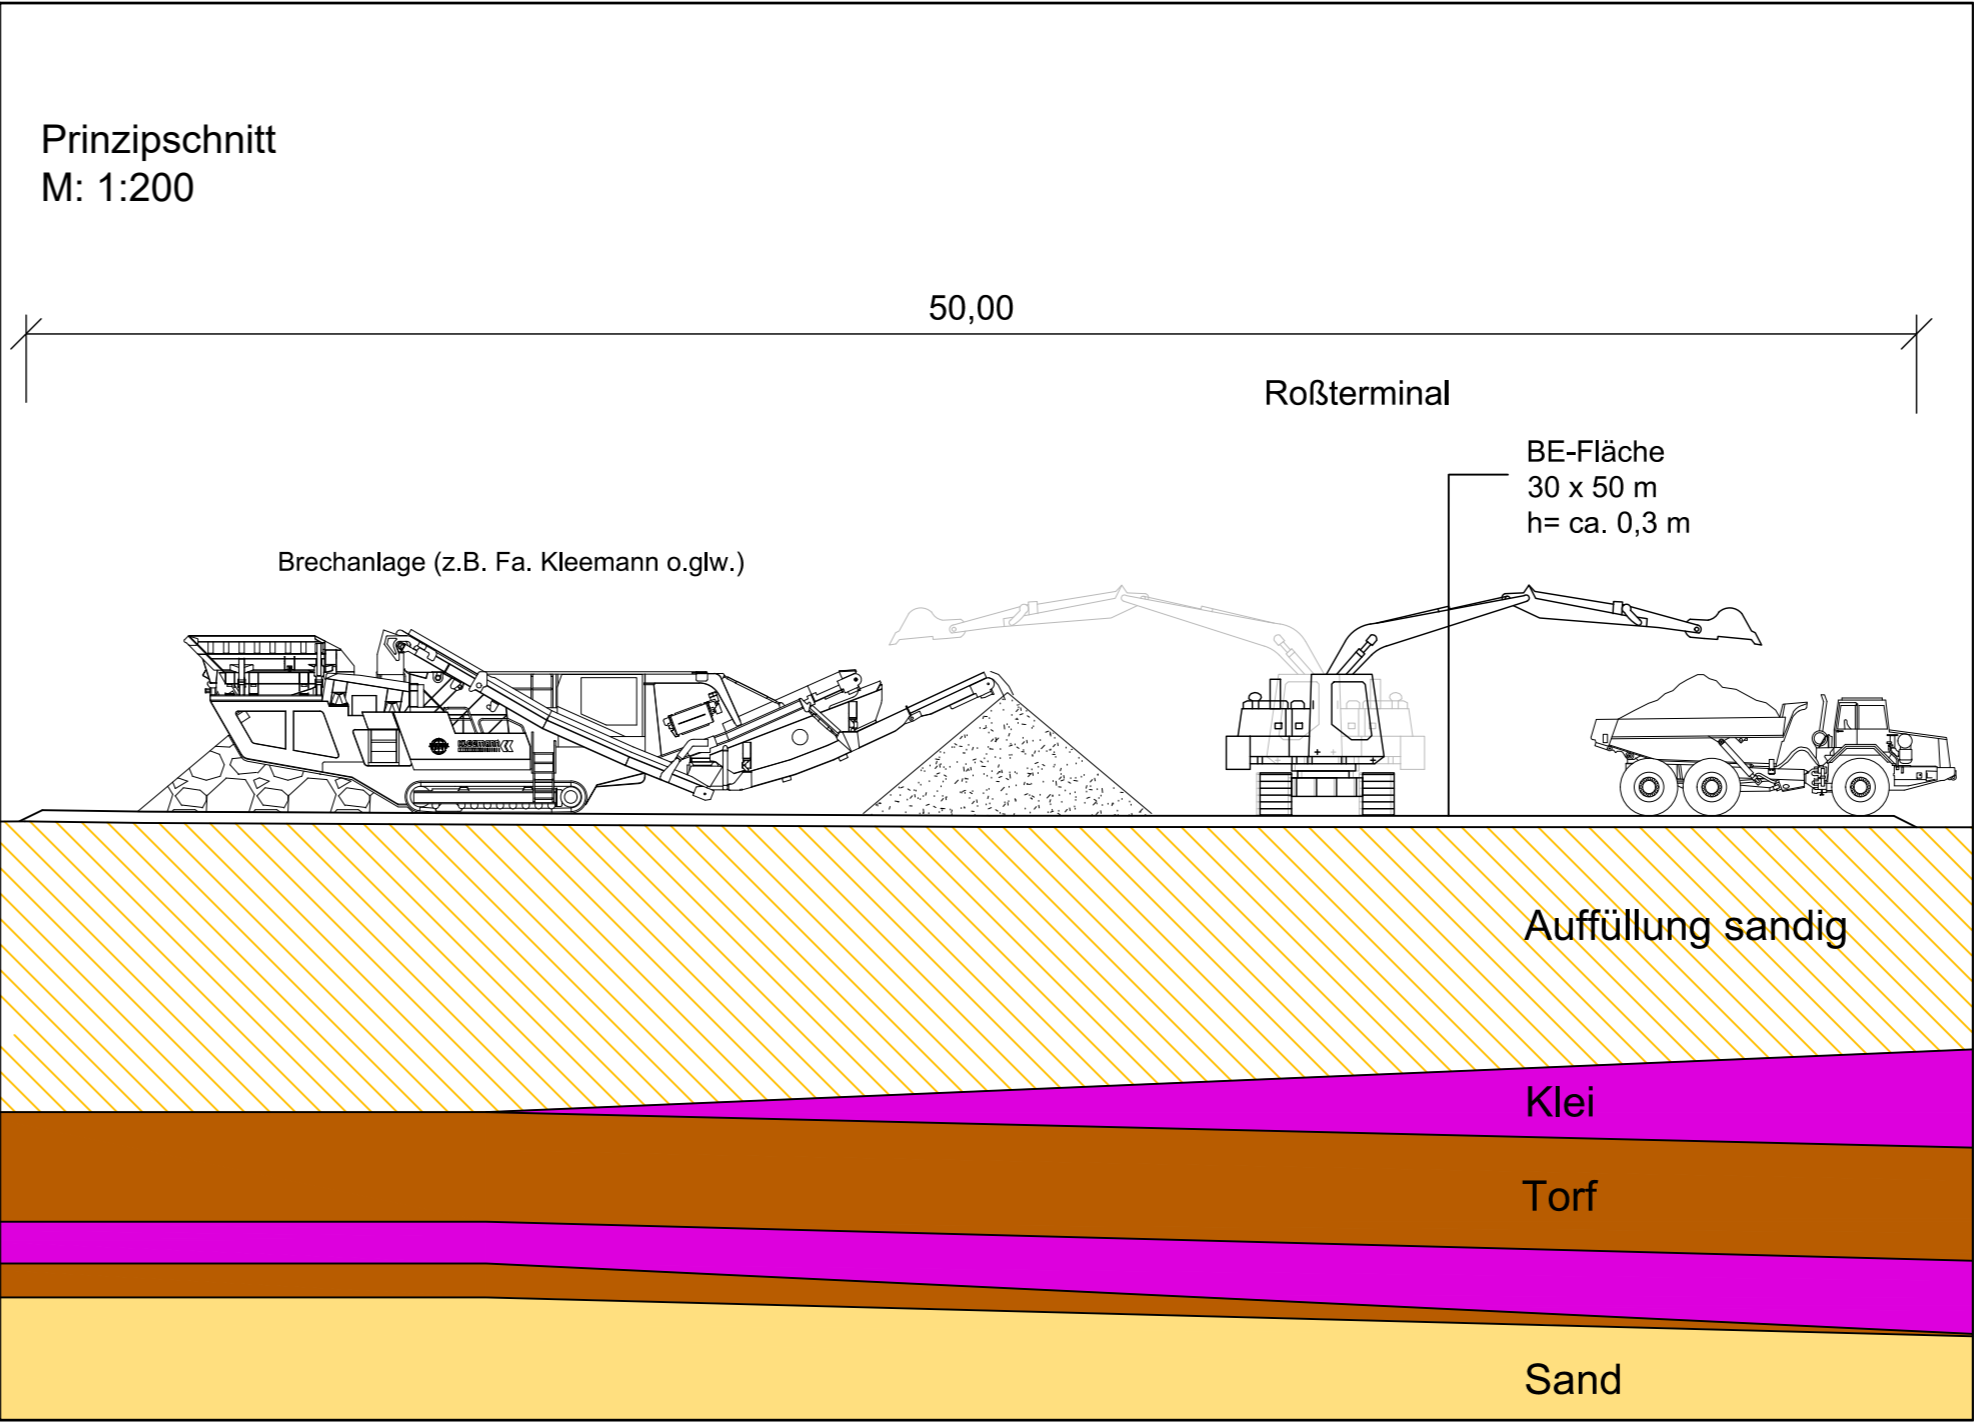 Prinzipschnitt
M: 1:200
50,00
Roßterminal
BE-Fläche
30 x 50 m
h= ca. 0,3 m
Brechanlage (z.B. Fa. Kleemann o.glw.)
KLEEMANN
Auffüllung sandig
Klei
Torf
Sand